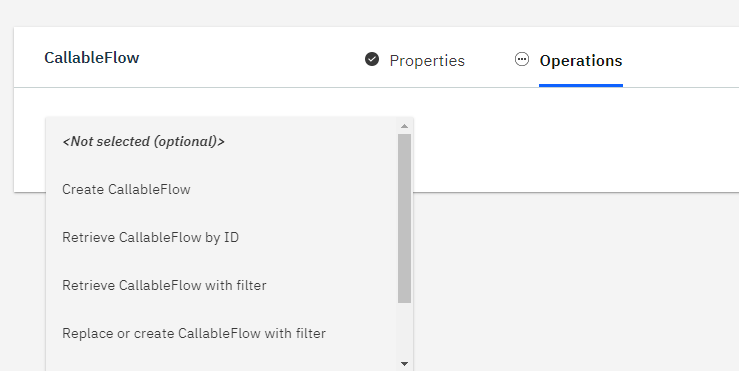 CallableFlow
Properties
Operations
<Not selected (optional)>
Create CallableFlow
Retrieve CallableFlow by ID
Retrieve CallableFlow with filter
Replace or create CallableFlow with filter